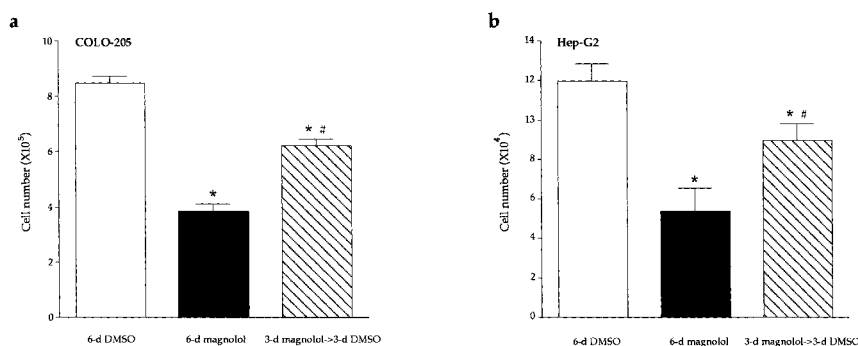 a
COLO-205
Cell number (X10⁵)
10
8
6
4
2
0
* 
* #
6-d DMSO
6-d magnolol
3-d magnolol->3-d DMSO
b
Hep-G2
Cell number (X10⁴)
14
12
8
6
4
2
0
*
* #
6-d DMSO
6-d magnolol
3-d magnolol->3-d DMSO